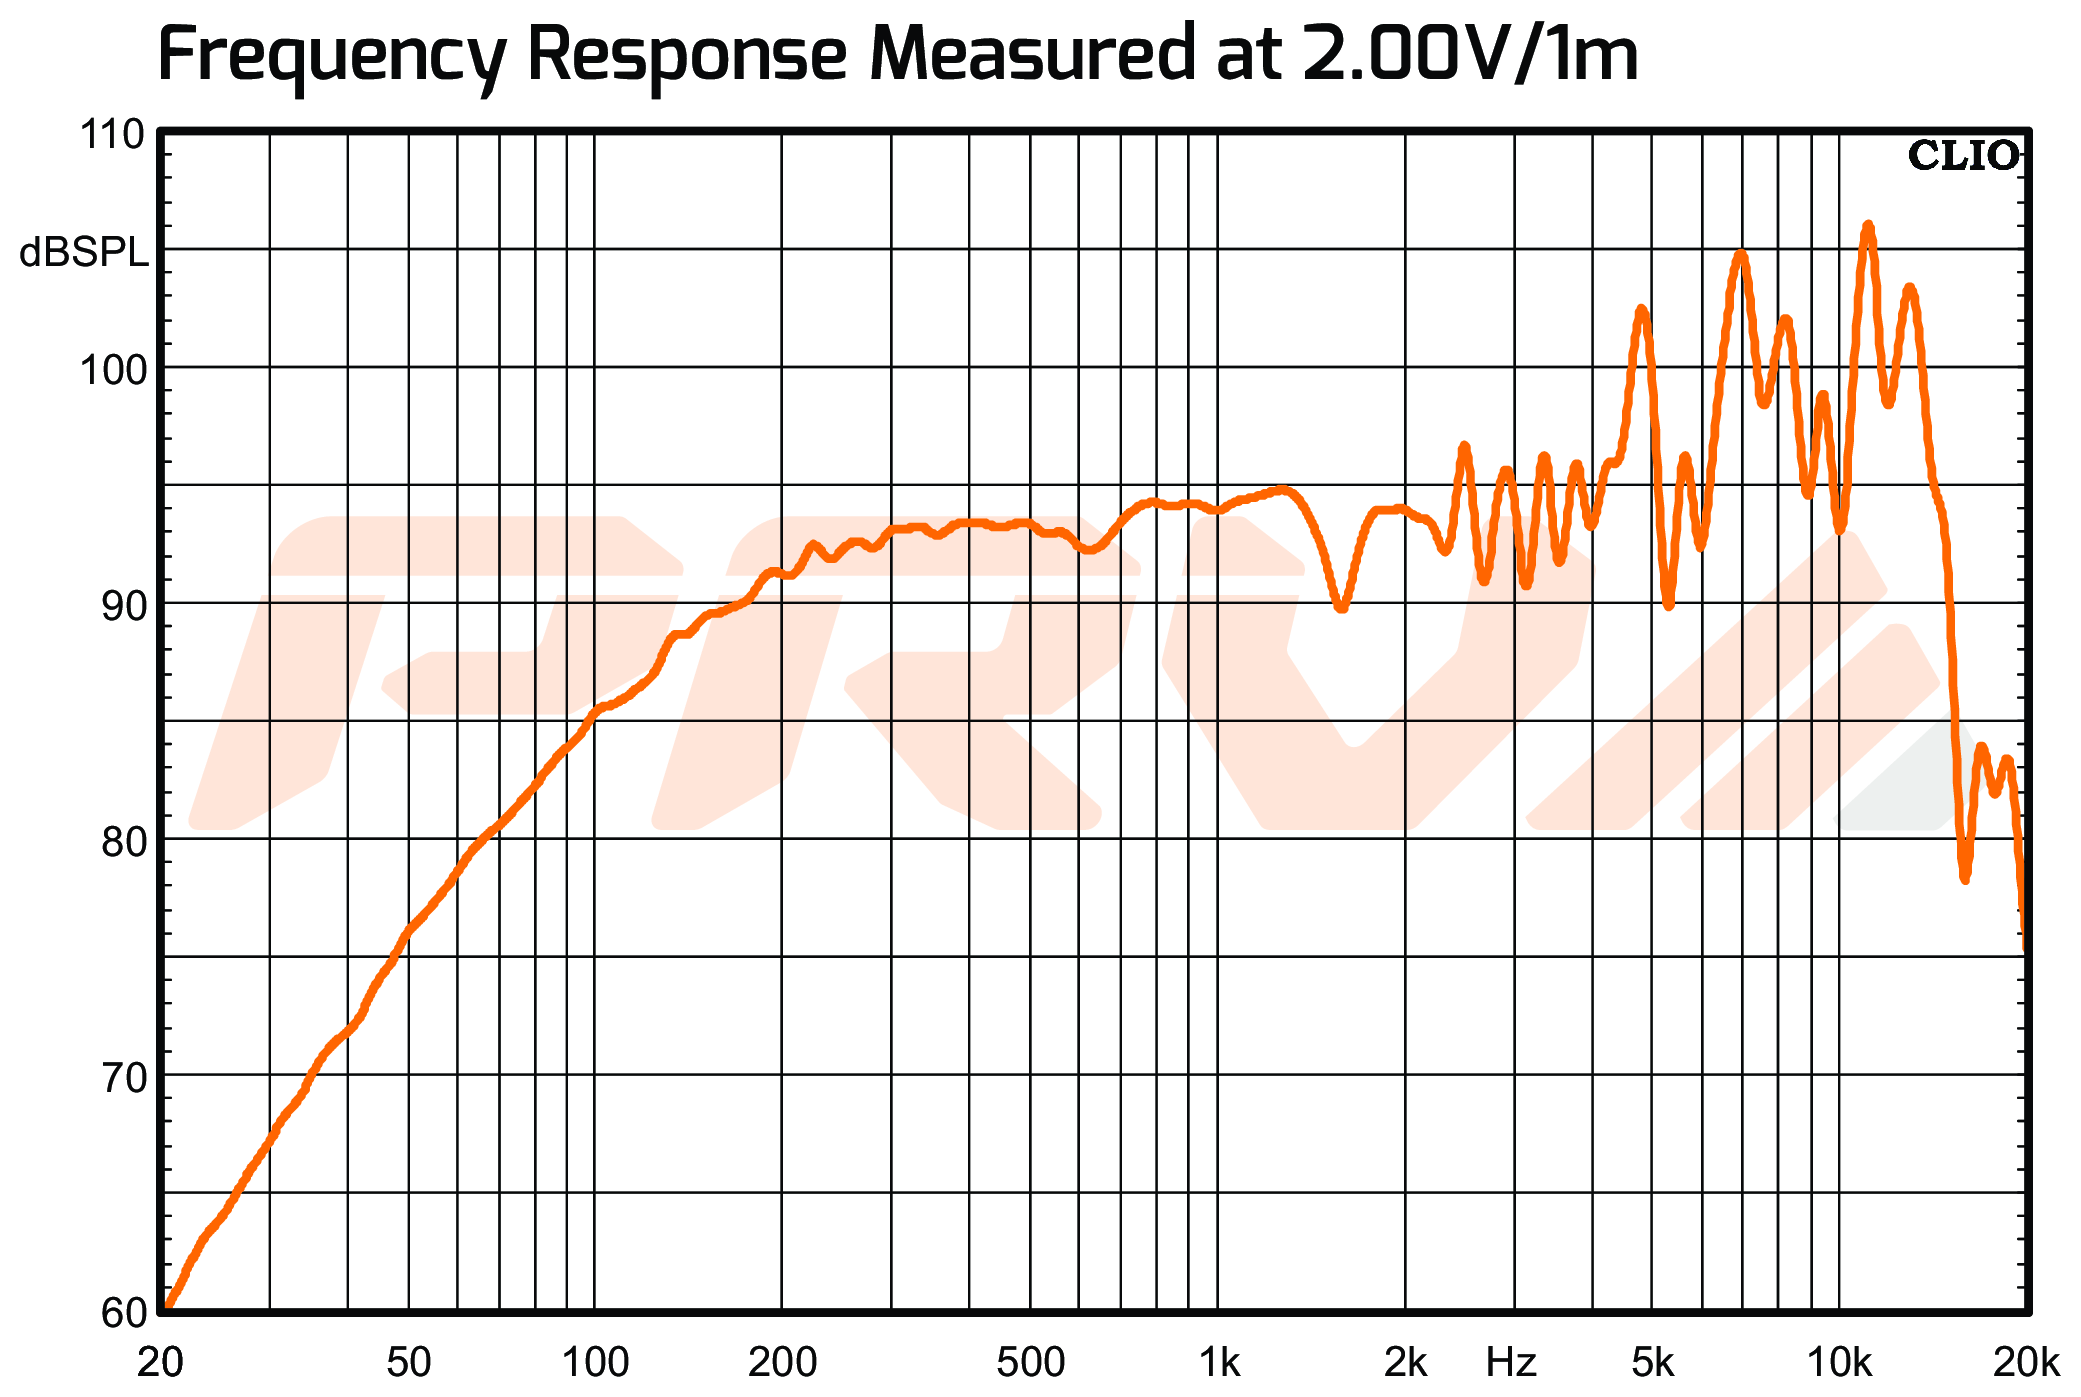 Frequency Response Measured at 2.00V/1m
110
CLIO
dBSPL
100
90
PRV
80
70
60
20 50 100 200 500 1k 2k Hz 5k 10k 20k